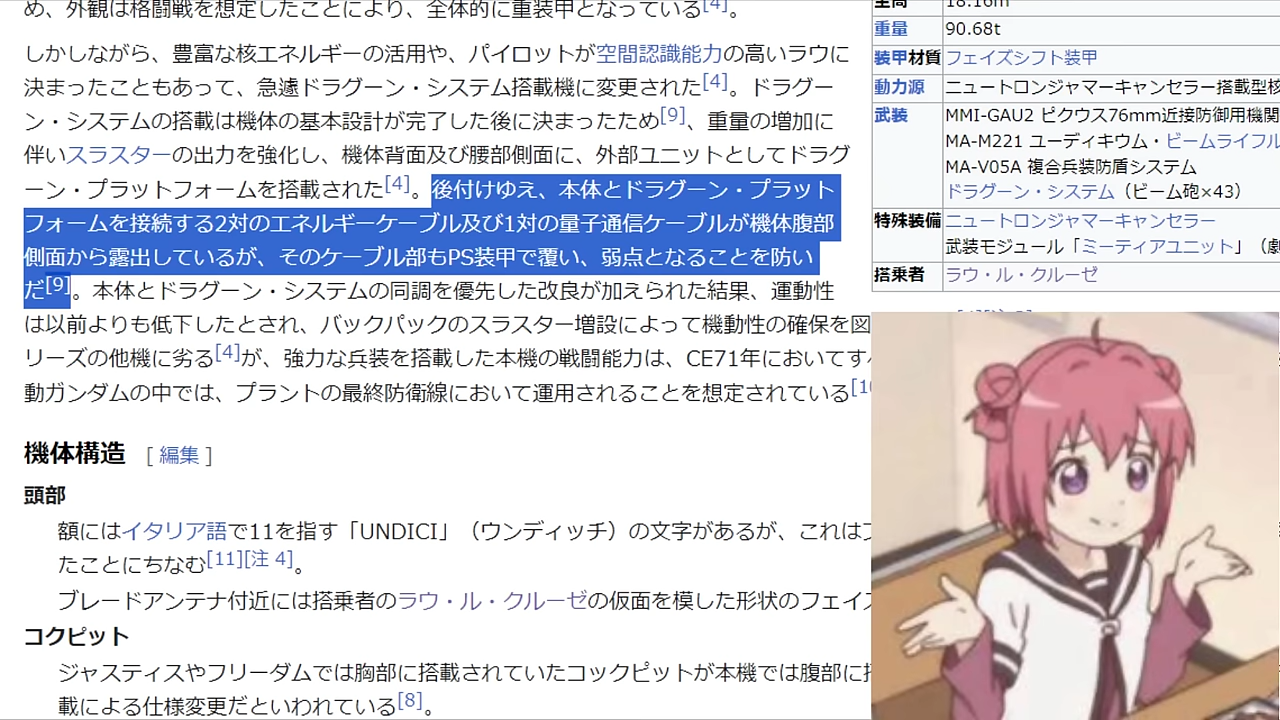 め、外観は格闘戦を想定したことにより、全体的に重装甲となっている[4]。
しかしながら、豊富な核エネルギーの活用や、パイロットが空間認識能力の高いラウに
決まったこともあって、急遽ドラグーン・システム搭載機に変更された[4]。ドラグー
ン・システムの搭載は機体の基本設計が完了した後に決まったため[9]、重量の増加に
伴いスラスターの出力を強化し、機体背面及び腰部側面に、外部ユニットとしてドラグ
ーン・プラットフォームを搭載された[4]。後付けゆえ、本体とドラグーン・プラット
フォームを接続する2対のエネルギーケーブル及び1対の量子通信ケーブルが機体腹部
側面から露出しているが、そのケーブル部もPS装甲で覆い、弱点となることを防い
だ[9]。本体とドラグーン・システムの同調を優先した改良が加えられた結果、運動性
は以前よりも低下したとされ、バックパックのスラスター増設によって機動性の確保を図
リーズの他機に劣る[4]が、強力な兵装を搭載した本機の戦闘能力は、CE71年においてす
動ガンダムの中では、プラントの最終防衛線において運用されることを想定されている
機体構造 [ 編集 ]
頭部
額にはイタリア語で11を指す「UNDICI」（ウンディッチ）の文字があるが、これは
たことにちなむ[11][注 4]。
ブレードアンテナ付近には搭乗者のラウ・ル・クルーゼの仮面を模した形状のフェイ
コクピット
ジャスティスやフリーダムでは胸部に搭載されていたコックピットが本機では腹部に
載による仕様変更だといわれている[8]。
全高 18.16m
重量 90.68t
装甲材質 フェイズシフト装甲
動力源 ニュートロンジャマーキャンセラー搭載型核
武装 MMI-GAU2 ピクウス76mm近接防御用機関
MA-M221 ユーディキウム・ビームライフル
MA-V05A 複合兵装防盾システム
ドラグーン・システム（ビーム砲×43）
特殊装備 ニュートロンジャマーキャンセラー
武装モジュール「ミーティアユニット」（劇
搭乗者 ラウ・ル・クルーゼ